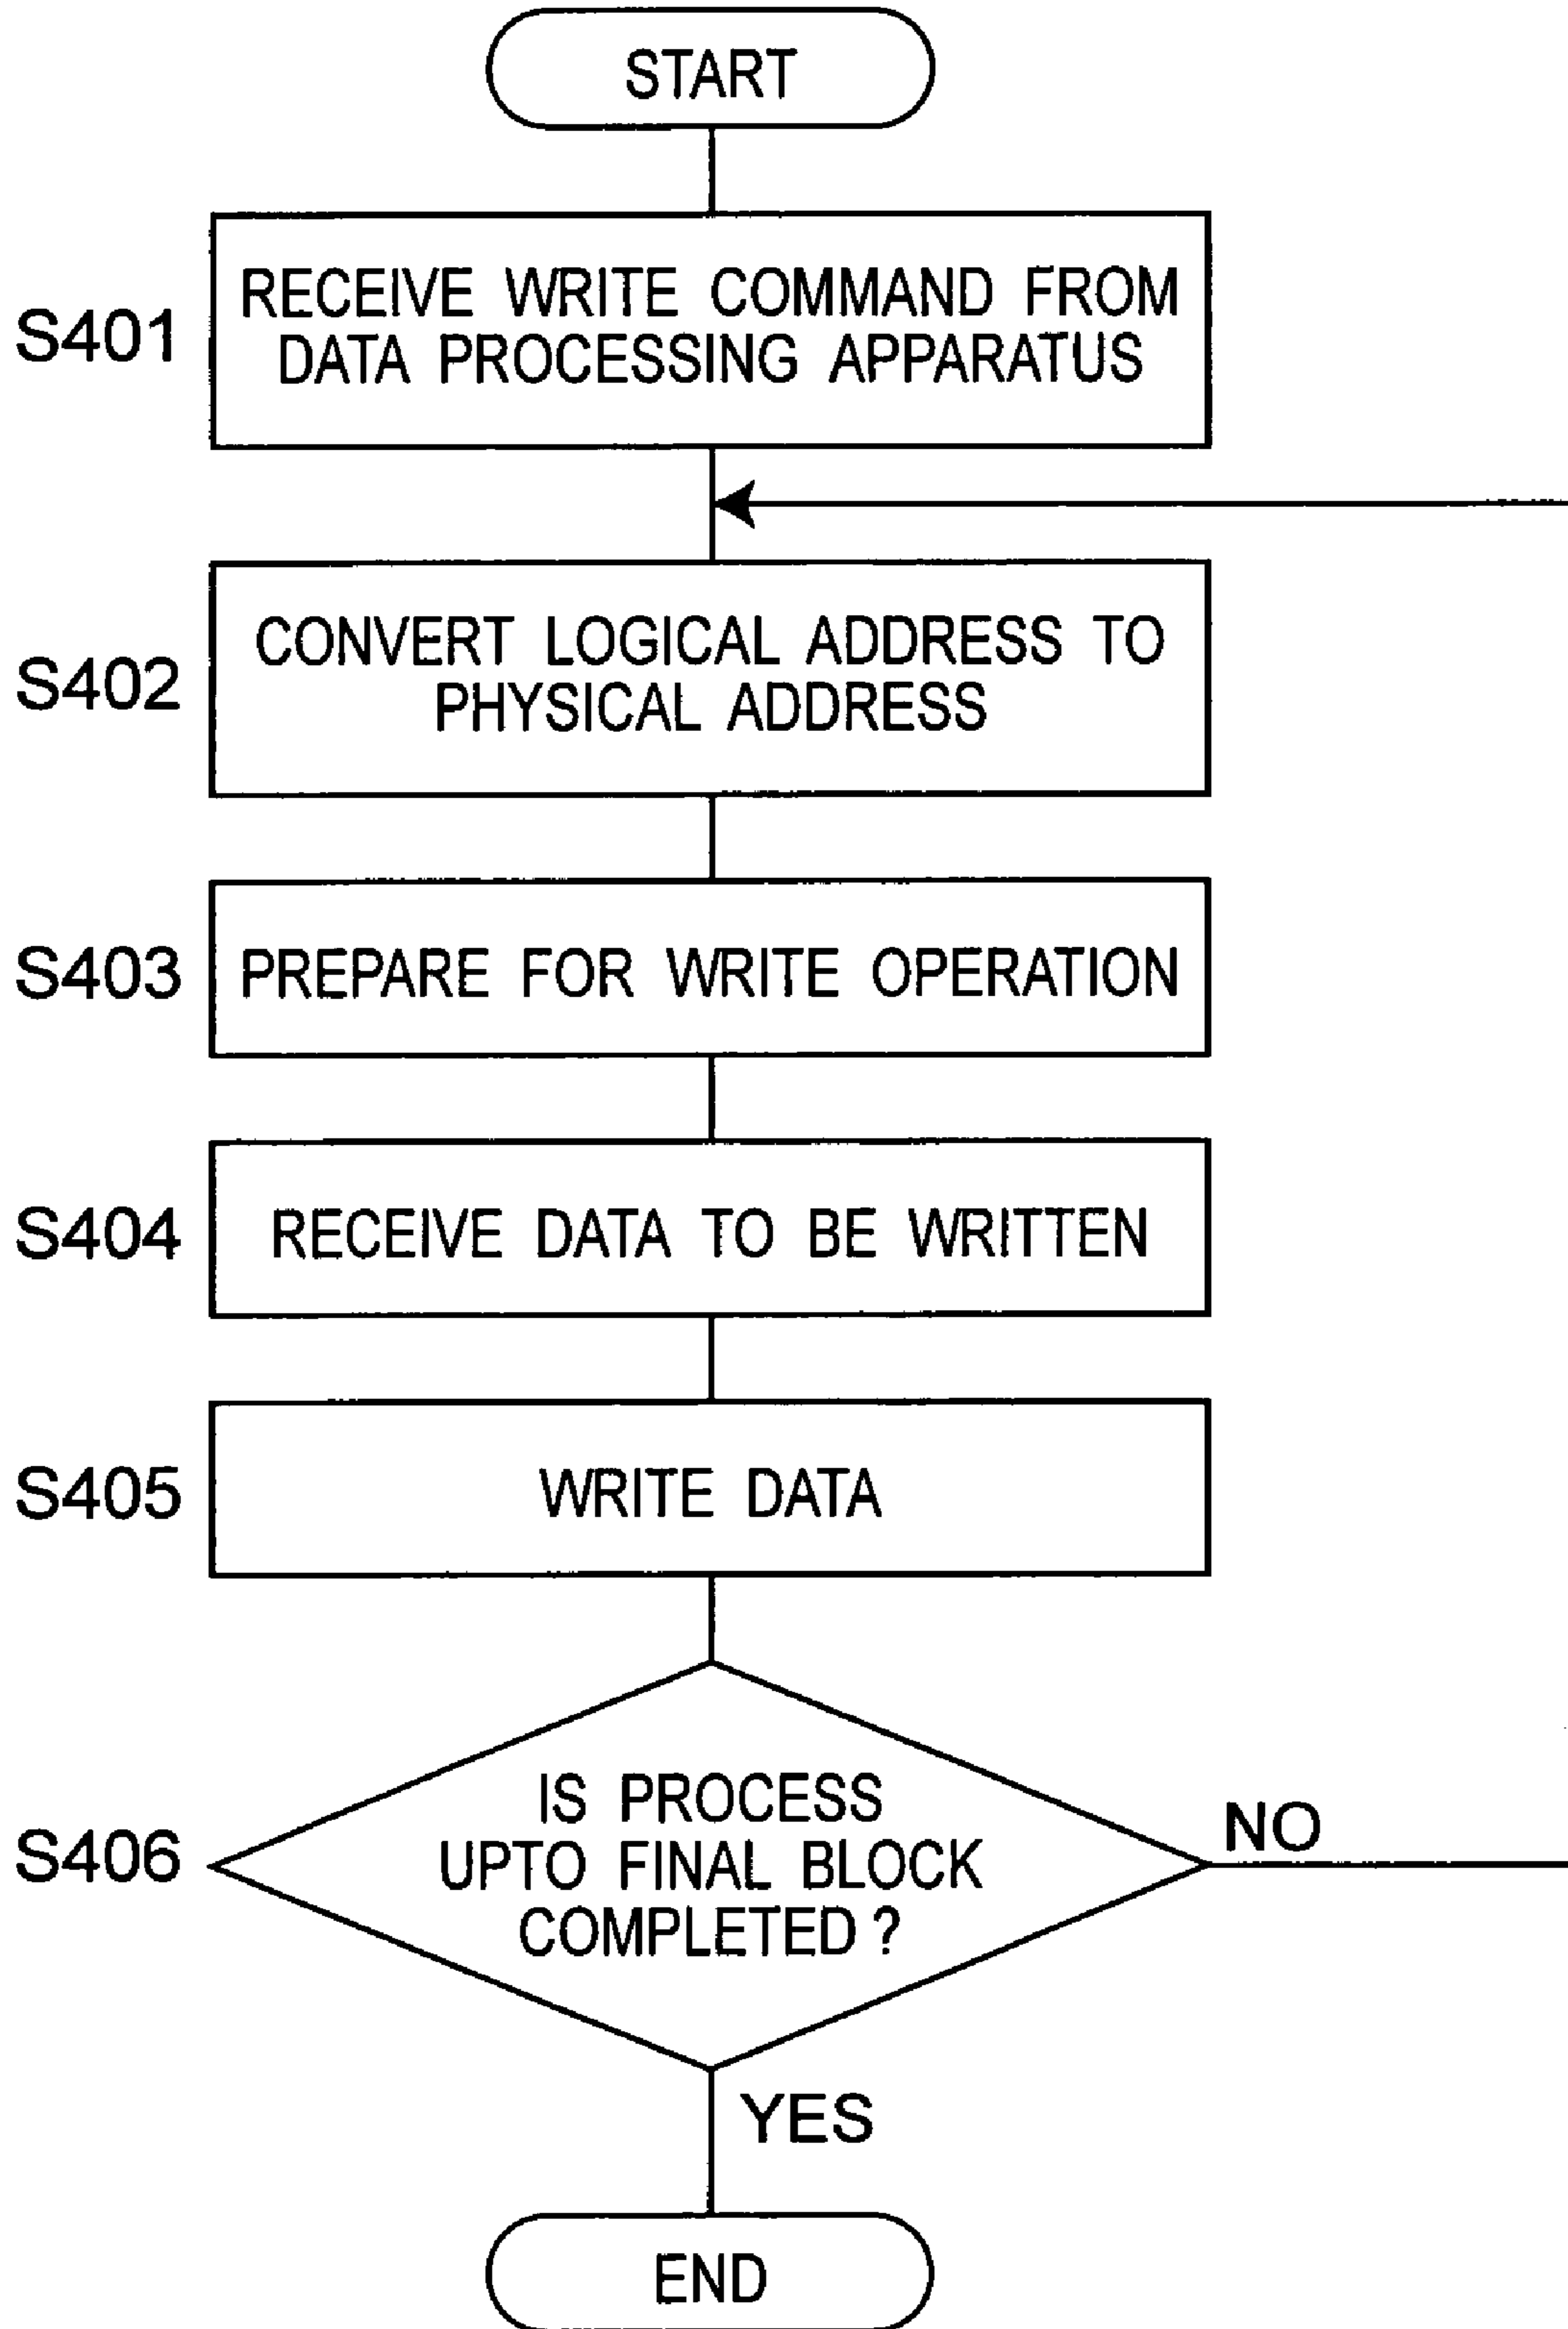 START
S401
RECEIVE WRITE COMMAND FROM
DATA PROCESSING APPARATUS
S402
CONVERT LOGICAL ADDRESS TO
PHYSICAL ADDRESS
S403
PREPARE FOR WRITE OPERATION
S404
RECEIVE DATA TO BE WRITTEN
S405
WRITE DATA
S406
IS PROCESS
UPTO FINAL BLOCK
COMPLETED ?
NO
YES
END